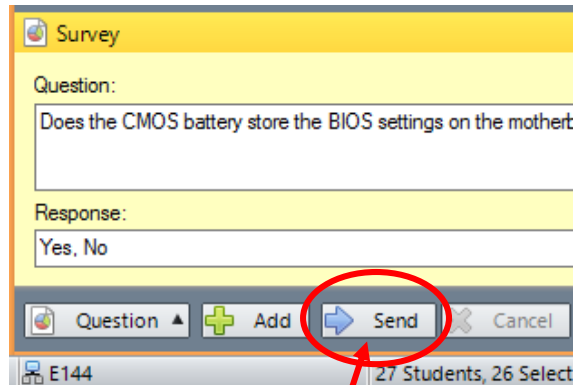 Survey
Question:
Does the CMOS battery store the BIOS settings on the
Response:
Yes, No
Question Add Send Cancel
E144 27 Students, 26 Select